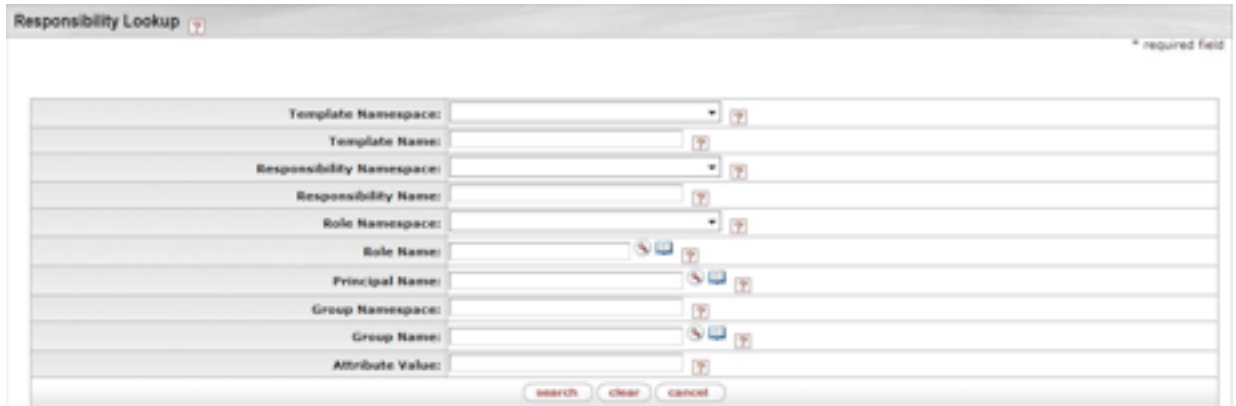 Responsibility Lookup ?
* required field
Template Namespace: ?
Template Name: ?
Responsibility Namespace: ?
Responsibility Name: ?
Role Namespace: ?
Role Name: ?
Principal Name: ?
Group Namespace: ?
Group Name: ?
Attribute Value: ?
search clear cancel